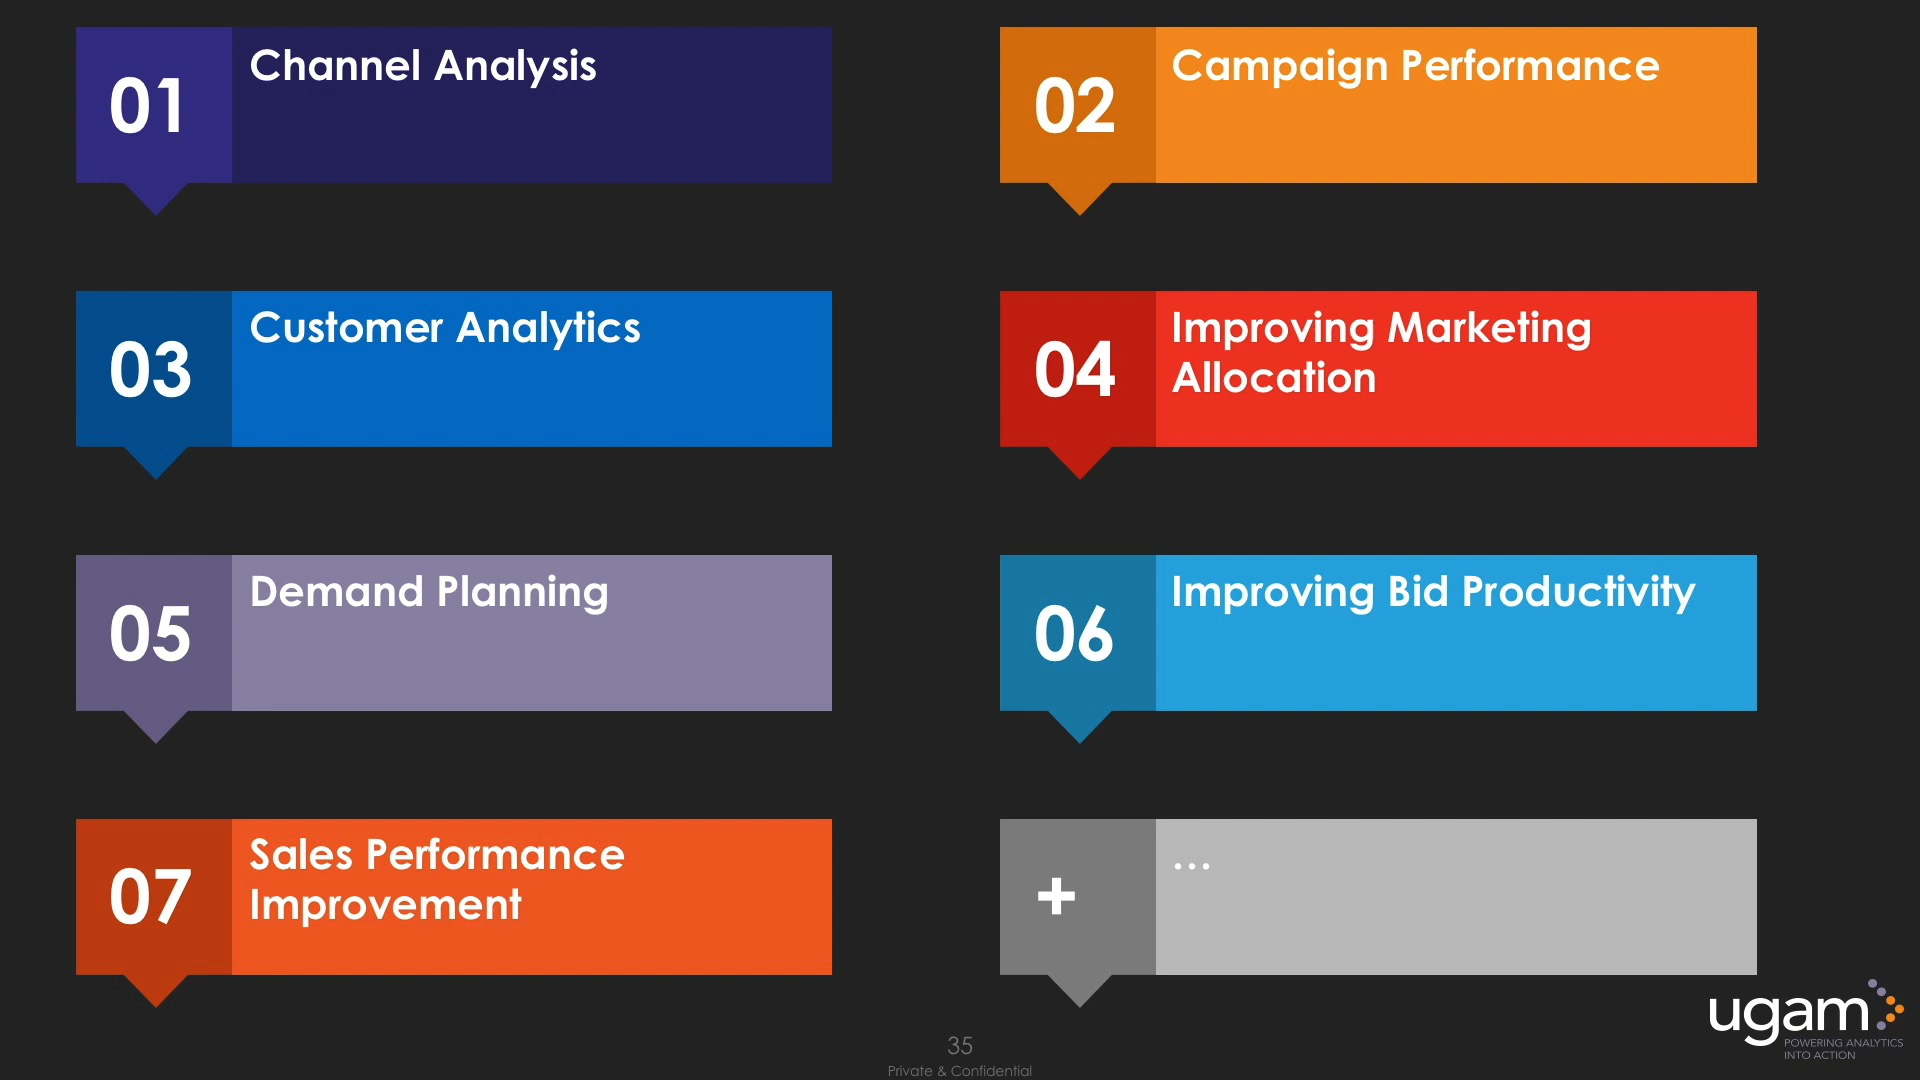 01
Channel Analysis
02
Campaign Performance
03
Customer Analytics
04
Improving Marketing
Allocation
05
Demand Planning
06
Improving Bid Productivity
07
Sales Performance
Improvement
+
...
35
Private & Confidential
ugam
POWERING ANALYTICS
INTO ACTION